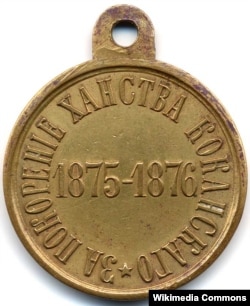 ЗА ПОКОРЕНІЕ ХАНСТВА КОКАНСКАГО
1875-1876
Wikimedia Commons